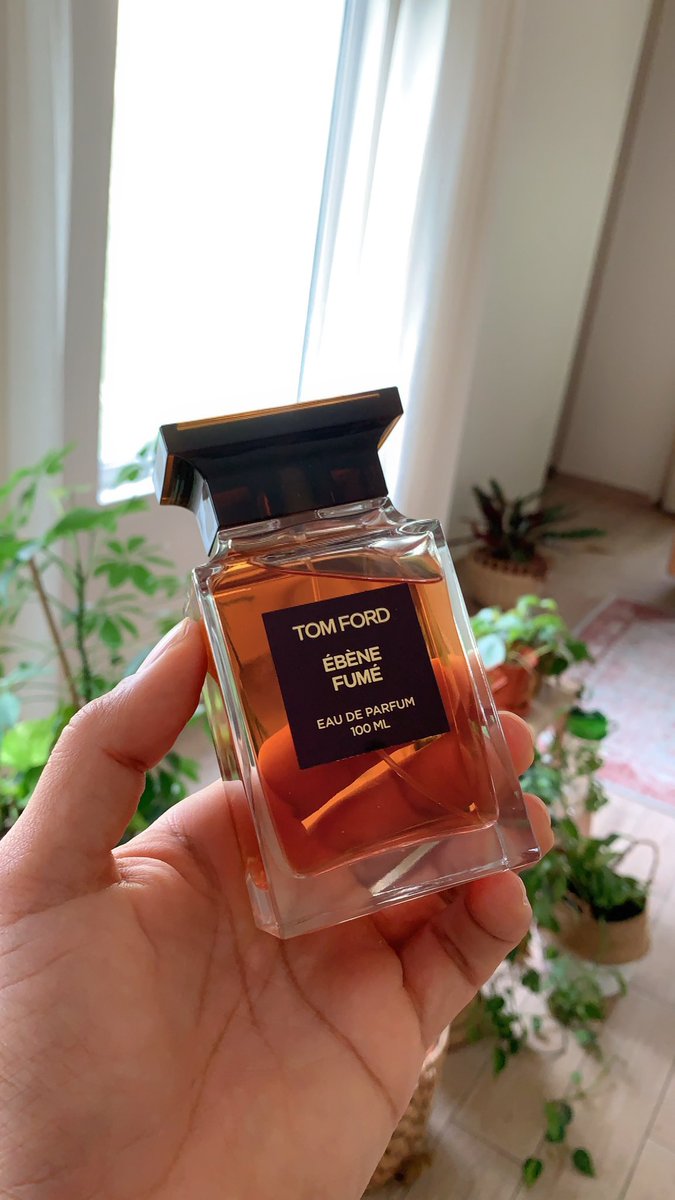 TOM FORD
ÉBÈNE
FUMÉ
EAU DE PARFUM
100 ML